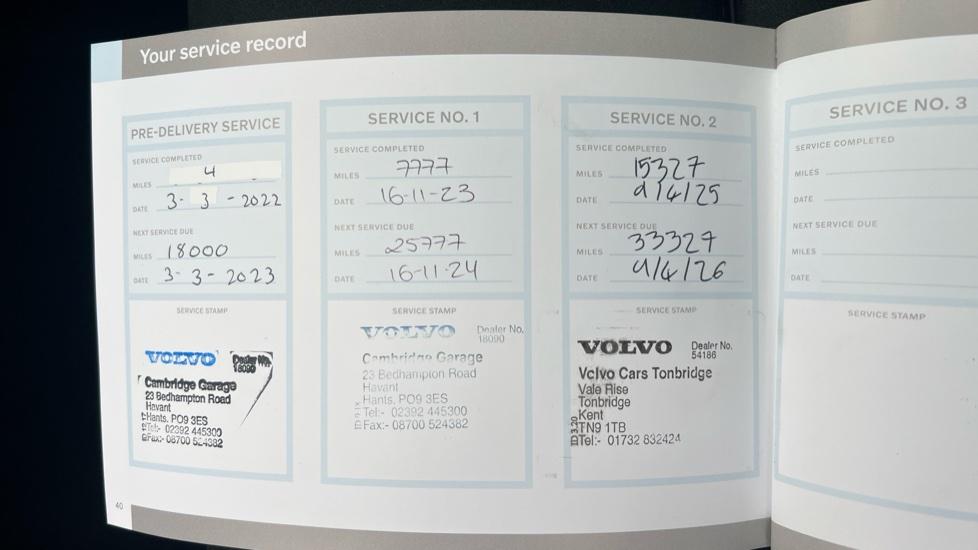 Your service record
PRE-DELIVERY SERVICE
SERVICE COMPLETED
MILES 4
DATE 3-3-2022
NEXT SERVICE DUE
MILES 18000
DATE 3-3-2023
SERVICE STAMP
VOLVO
Dealer No.
18090
Cambridge Garage
23 Bedhampton Road
Havant
Hants. PO9 3ES
Tel:- 02392 445300
Fax:- 08700 524382
SERVICE NO. 1
SERVICE COMPLETED
MILES 7777
DATE 16-11-23
NEXT SERVICE DUE
MILES 25777
DATE 16-11-24
SERVICE STAMP
VOLVO
Dealer No.
18090
Cambridge Garage
23 Bedhampton Road
Havant
Hants. PO9 3ES
Tel:- 02392 445300
Fax:- 08700 524382
SERVICE NO. 2
SERVICE COMPLETED
MILES 15327
DATE 9/4/25
NEXT SERVICE DUE
MILES 33327
DATE 9/4/26
SERVICE STAMP
VOLVO
Dealer No.
54186
Volvo Cars Tonbridge
Vale Rise
Tonbridge
Kent
TN9 1TB
Tel:- 01732 832424
SERVICE NO. 3
SERVICE COMPLETED
MILES
DATE
NEXT SERVICE DUE
MILES
DATE
SERVICE STAMP
40